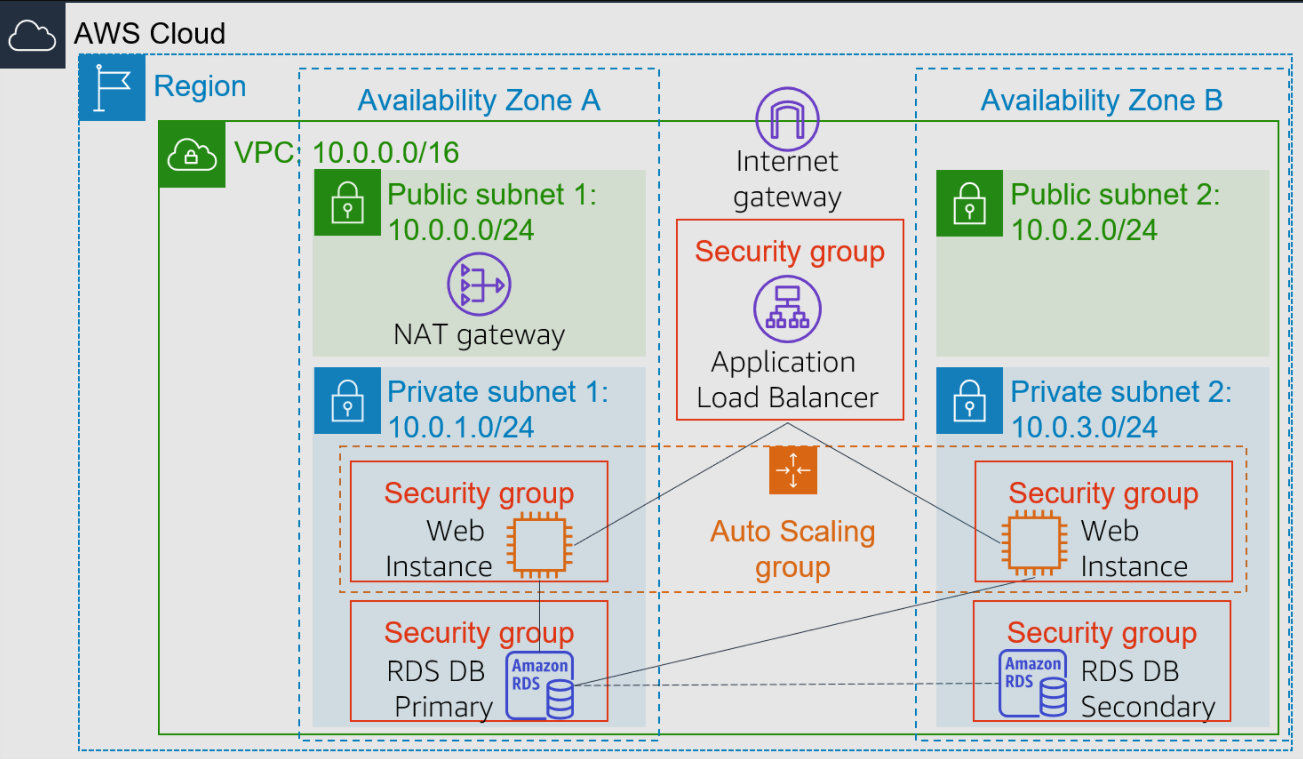 AWS Cloud
Region
Availability Zone A
Availability Zone B
VPC: 10.0.0.0/16
Internet
gateway
Public subnet 1:
10.0.0.0/24
NAT gateway
Public subnet 2:
10.0.2.0/24
Security group
Application
Load Balancer
Private subnet 1:
10.0.1.0/24
Private subnet 2:
10.0.3.0/24
Security group
Web
Instance
Auto Scaling
group
Security group
Web
Instance
Security group
RDS DB
Primary
Amazon
RDS
Security group
Amazon
RDS
RDS DB
Secondary